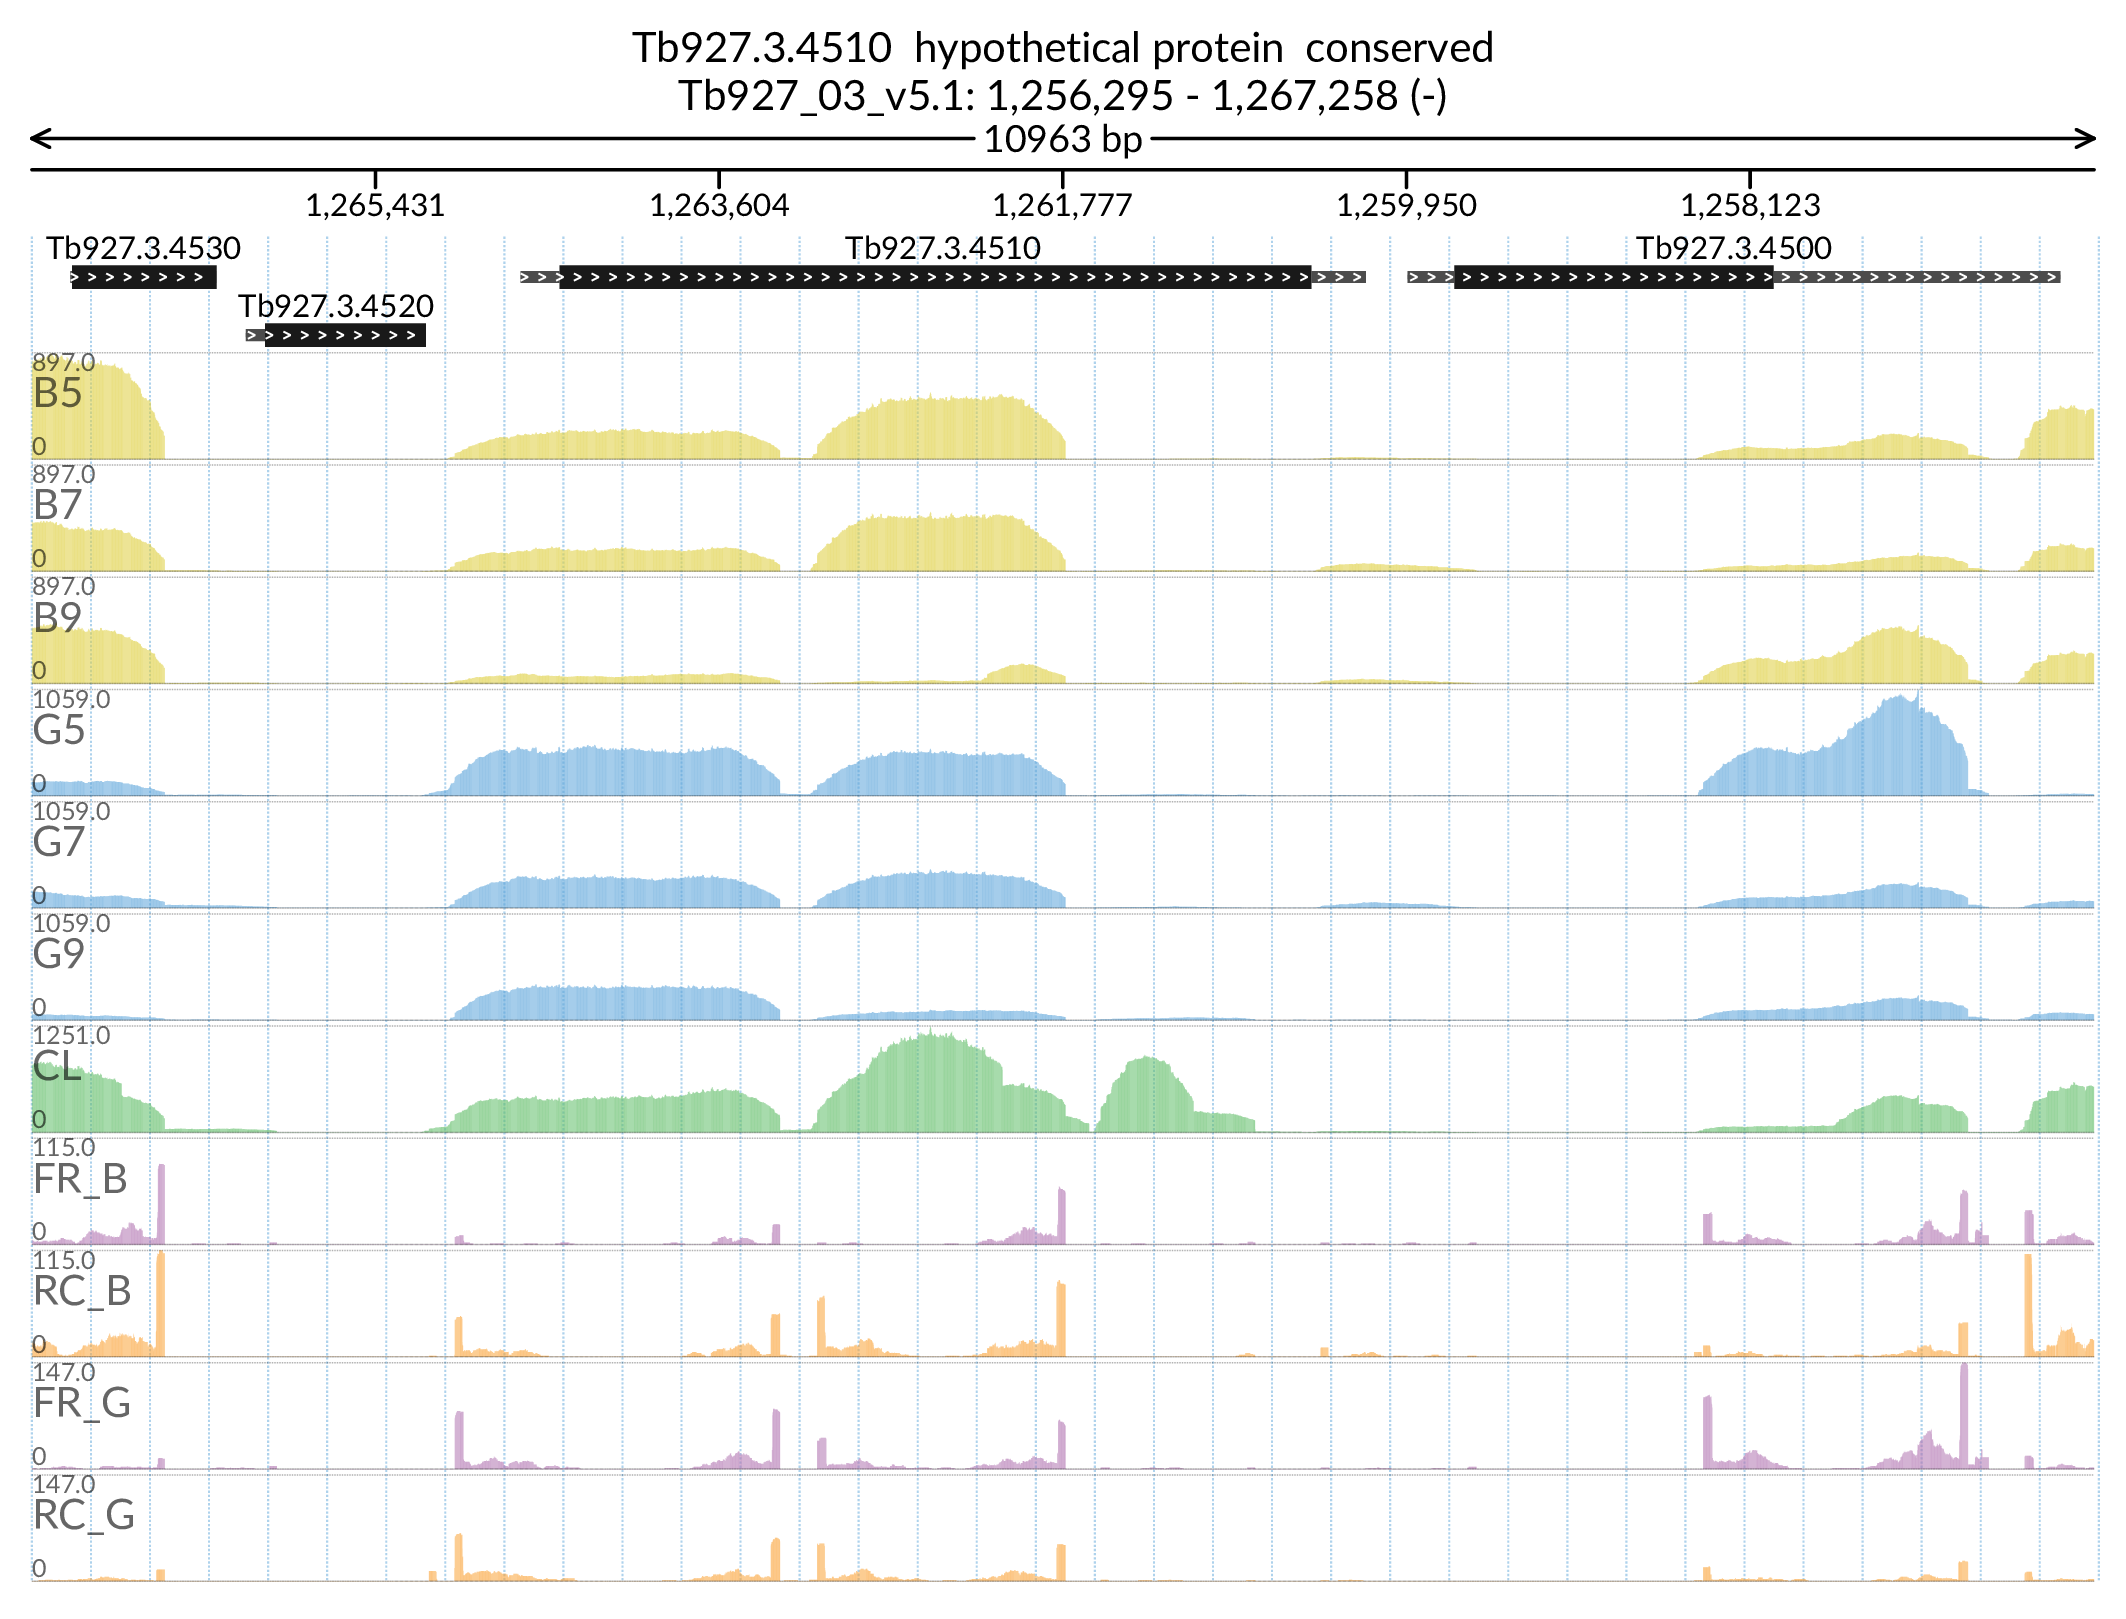 Tb927.3.4510  hypothetical protein  conserved
Tb927_03_v5.1: 1,256,295 - 1,267,258 (-)
10963 bp
1,265,431
1,263,604
1,261,777
1,259,950
1,258,123
Tb927.3.4530
Tb927.3.4510
Tb927.3.4500
Tb927.3.4520
897.0
B5
0
897.0
B7
0
897.0
B9
0
1059.0
G5
0
1059.0
G7
0
1059.0
G9
0
1251.0
CL
0
115.0
FR_B
0
115.0
RC_B
0
147.0
FR_G
0
147.0
RC_G
0